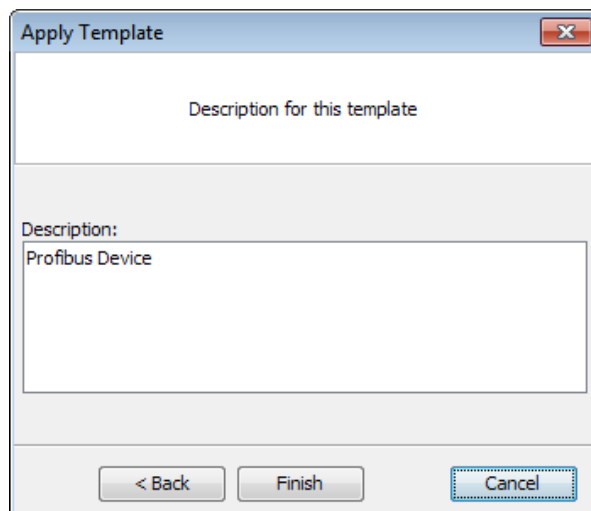 Apply Template
Description for this template
Description:
Profibus Device
< Back
Finish
Cancel